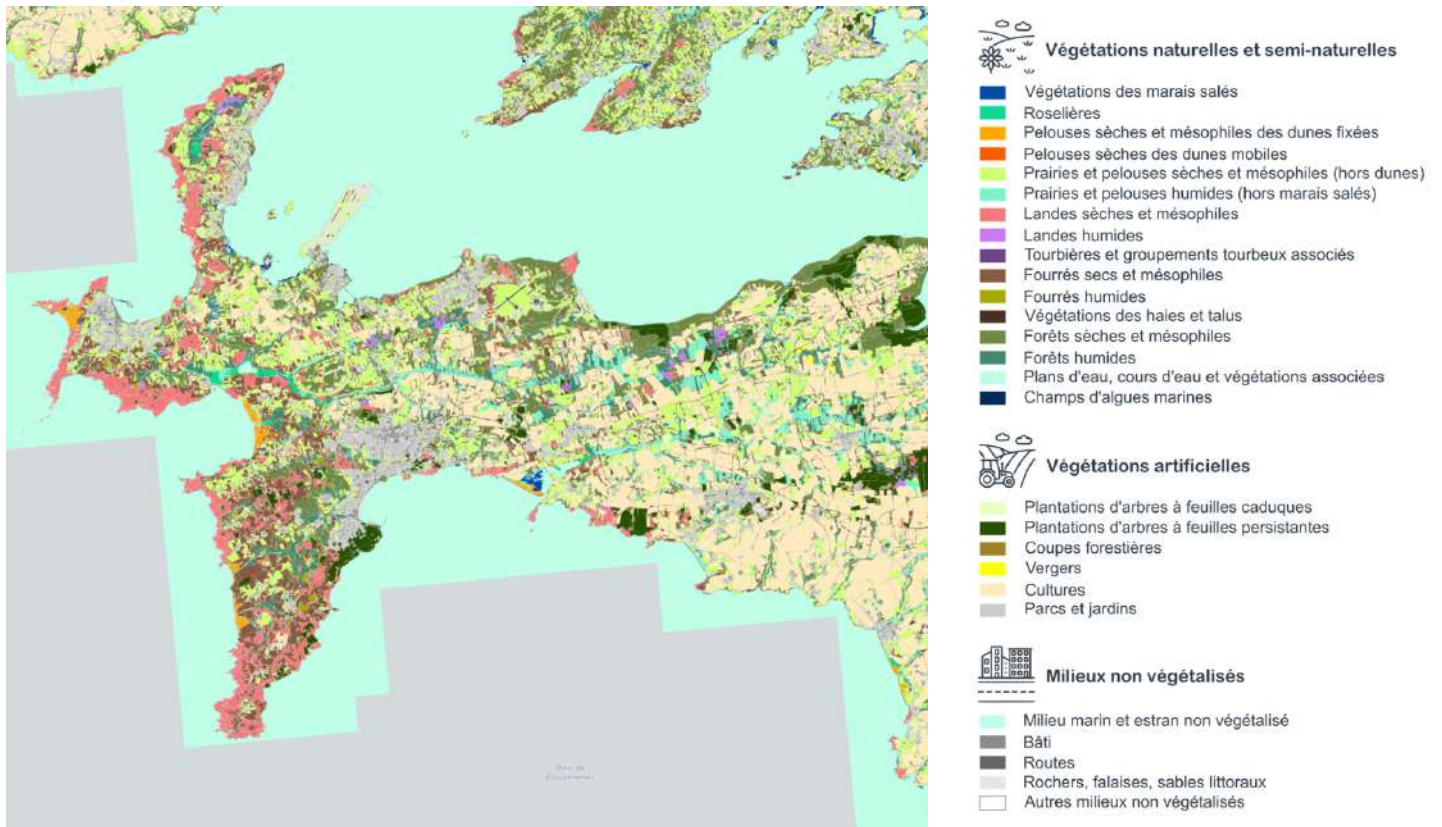 Végétations naturelles et semi-naturelles
Végétations des marais salés
Roselières
Pelouses sèches et mésophiles des dunes fixées
Pelouses sèches des dunes mobiles
Prairies et pelouses sèches et mésophiles (hors dunes)
Prairies et pelouses humides (hors marais salés)
Landes sèches et mésophiles
Landes humides
Tourbières et groupements tourbeux associés
Fourrés secs et mésophiles
Fourrés humides
Végétations des haies et talus
Forêts sèches et mésophiles
Forêts humides
Plans d'eau, cours d'eau et végétations associées
Champs d'algues marines
Végétations artificielles
Plantations d'arbres à feuilles caduques
Plantations d'arbres à feuilles persistantes
Coupes forestières
Vergers
Cultures
Parcs et jardins
Milieux non végétalisés
Milieu marin et estran non végétalisé
Bâti
Routes
Rochers, falaises, sables littoraux
Autres milieux non végétalisés